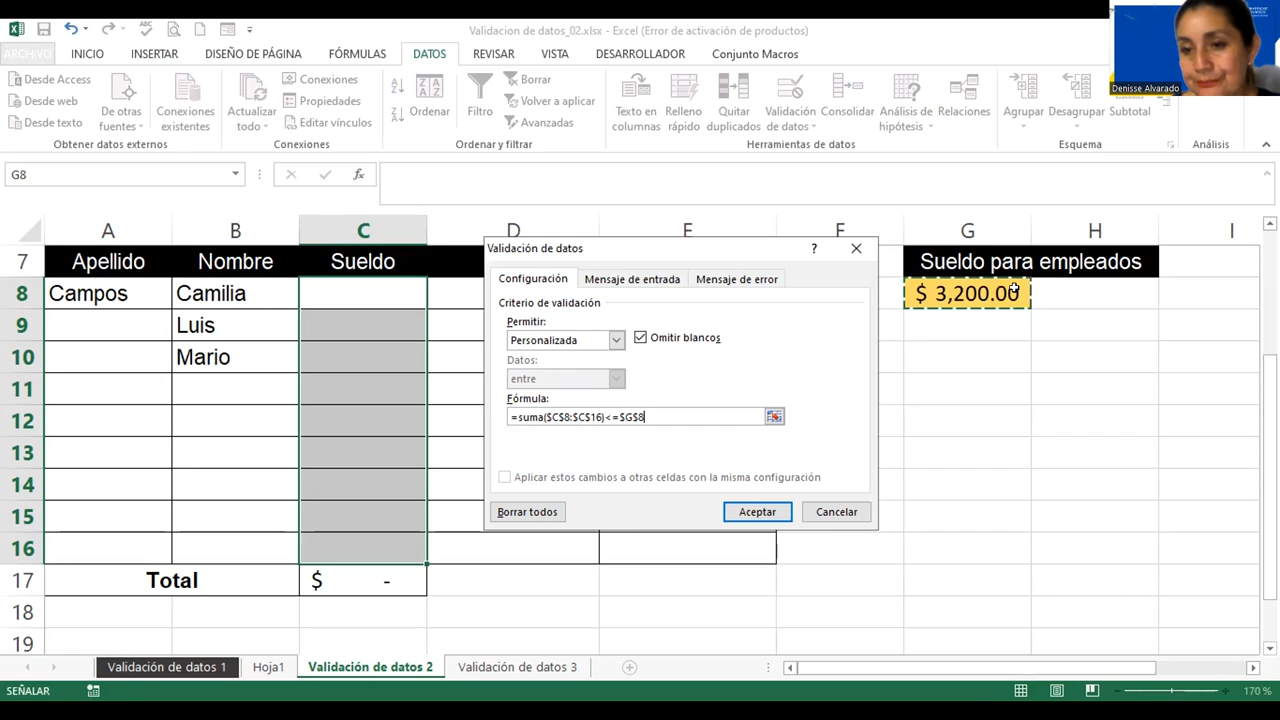 Validacion de datos_02.xlsx - Excel (Error de activación de productos)
ARCHIVO INICIO INSERTAR DISEÑO DE PÁGINA FÓRMULAS DATOS REVISAR VISTA DESARROLLADOR Conjunto Macros
Desde Access
Desde web
Desde texto
De otras fuentes
Conexiones existentes
Obtener datos externos
Actualizar todo
Conexiones
Propiedades
Editar vínculos
Conexiones
Ordenar
Filtro
Borrar
Volver a aplicar
Avanzadas
Ordenar y filtrar
Texto en columnas
Relleno rápido
Quitar duplicados
Validación de datos
Consolidar
Análisis de hipótesis
Relaciones
Herramientas de datos
Agrupar
Desagrupar
Subtotal
Esquema
Análisis
Denisse Alvarado
G8
fx
A B C D E F G H I
7 Apellido Nombre Sueldo Sueldo para empleados
8 Campos Camilia $ 3,200.00
9 Luis
10 Mario
11
12
13
14
15
16
17 Total $ -
18
19
Validación de datos ?
Configuración Mensaje de entrada Mensaje de error
Criterio de validación
Permitir:
Personalizada Omitir blancos
Datos:
entre
Fórmula:
=suma($C$8:$C$16)<=$G$8
Aplicar estos cambios a otras celdas con la misma configuración
Borrar todos Aceptar Cancelar
Validación de datos 1 Hoja1 Validación de datos 2 Validación de datos 3
SEÑALAR 170 %